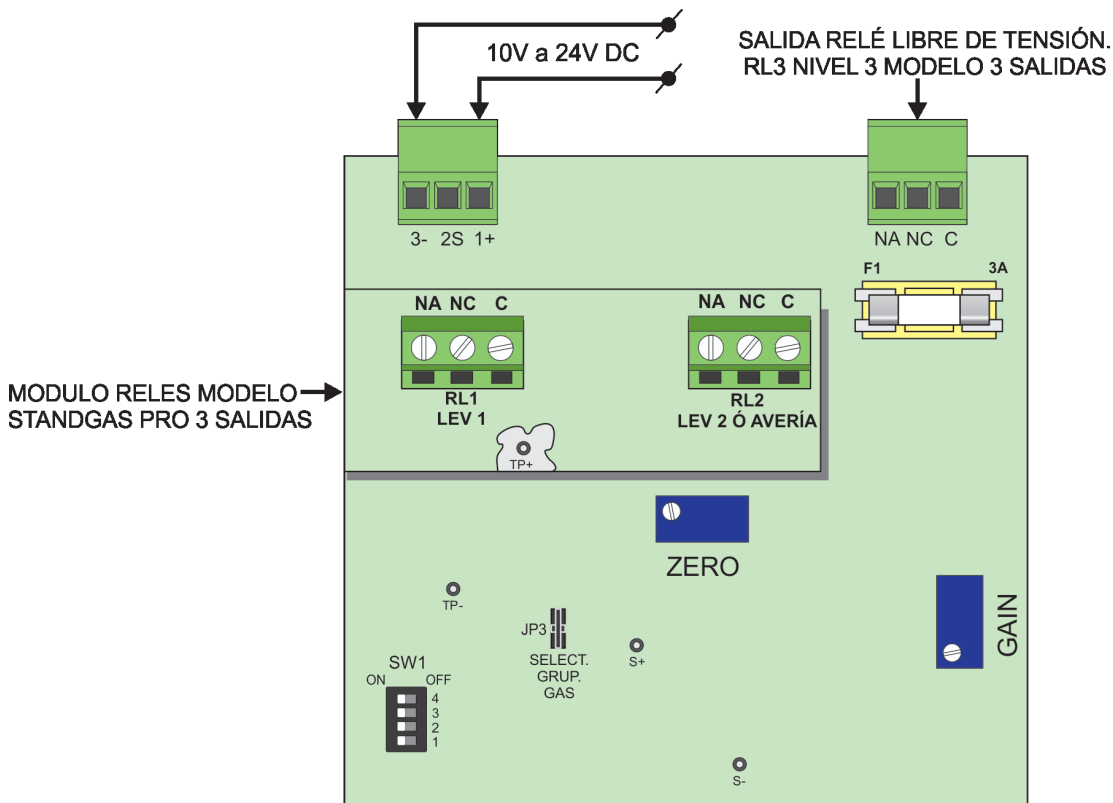 10V a 24V DC
SALIDA RELÉ LIBRE DE TENSIÓN.
RL3 NIVEL 3 MODELO 3 SALIDAS
3- 2S 1+
NA NC C
F1 3A
NA NC C
RL1
LEV 1
NA NC C
RL2
LEV 2 Ó AVERÍA
MODULO RELES MODELO
STANDGAS PRO 3 SALIDAS
TP+
ZERO
TP-
JP3
SELECT.
GRUP.
GAS
S+
GAIN
SW1
ON OFF
4
3
2
1
S-